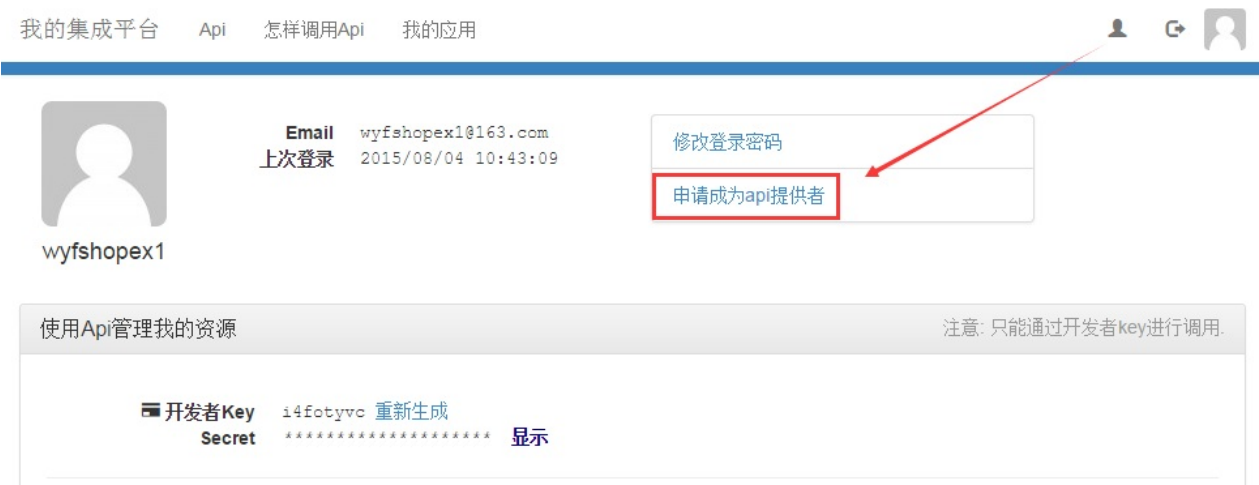 我的集成平台 Api 怎样调用Api 我的应用
Email wyfshopex1@163.com
上次登录 2015/08/04 10:43:09
修改登录密码
申请成为api提供者
wyfshopex1
使用Api管理我的资源 注意: 只能通过开发者key进行调用.
开发者Key i4fotyvc 重新生成
Secret ******************** 显示